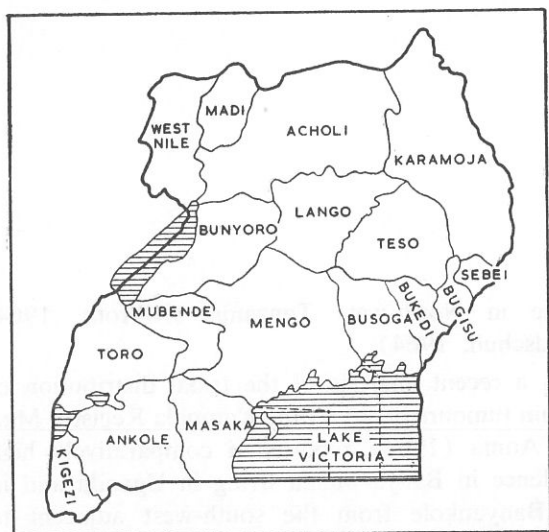 MADI
WEST
NILE
ACHOLI
KARAMOJA
LANGO
BUNYORO
TESO
SEBEI
BUKEDI
BUGISU
MUBENDE
MENGO
BUSOGA
TORO
MASAKA
ANKOLE
LAKE
VICTORIA
KIGEZI